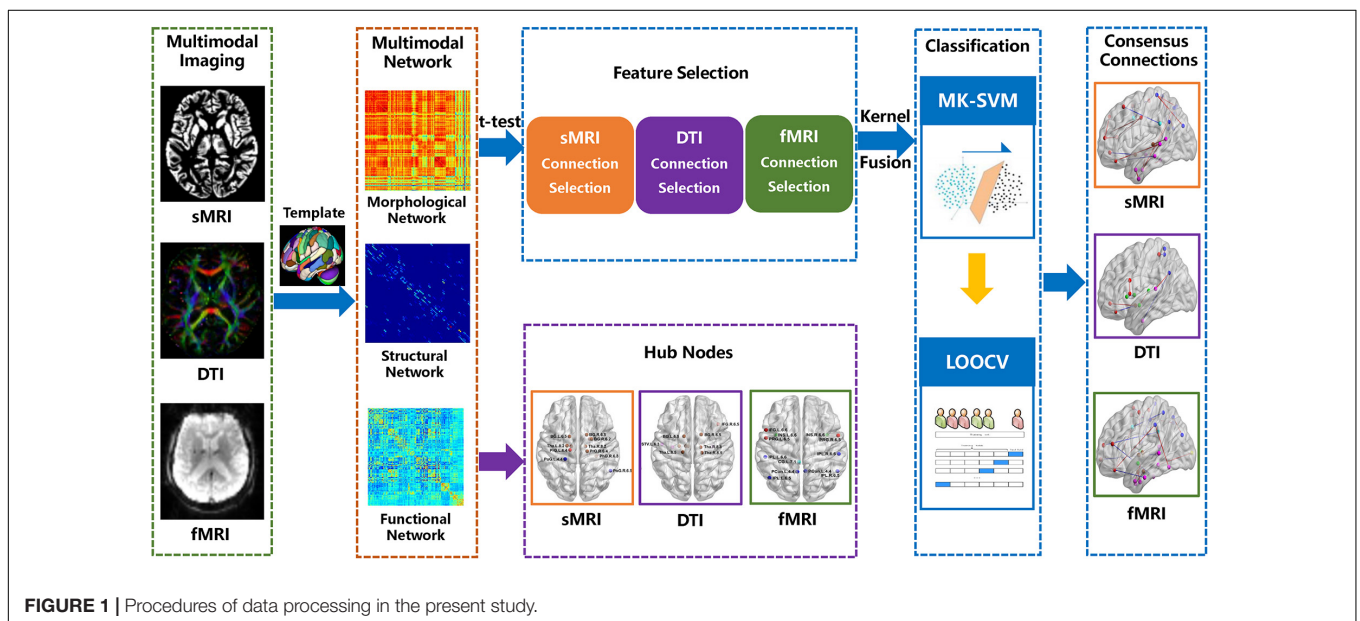 Multimodal
Imaging
sMRI
DTI
fMRI
Template
Multimodal
Network
Morphological
Network
Structural
Network
Functional
Network
t-test
Feature Selection
sMRI
Connection
Selection
DTI
Connection
Selection
fMRI
Connection
Selection
Hub Nodes
sMRI
DTI
fMRI
Kernel
Fusion
Classification
MK-SVM
LOOCV
Consensus
Connections
sMRI
DTI
fMRI
FIGURE 1 | Procedures of data processing in the present study.